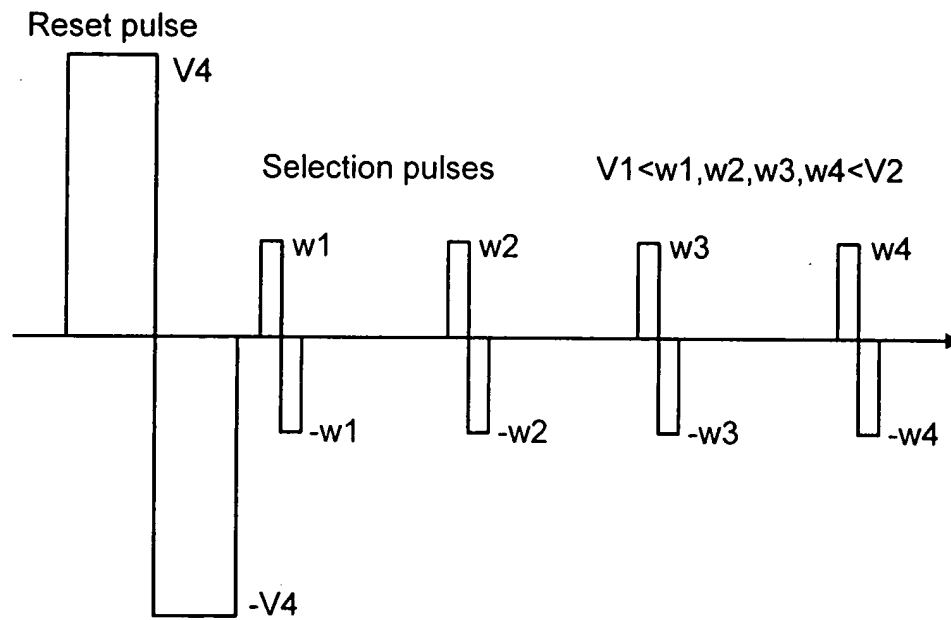 Reset pulse
V4
Selection pulses
V1<w1,w2,w3,w4<V2
w1
w2
w3
w4
-w1
-w2
-w3
-w4
-V4